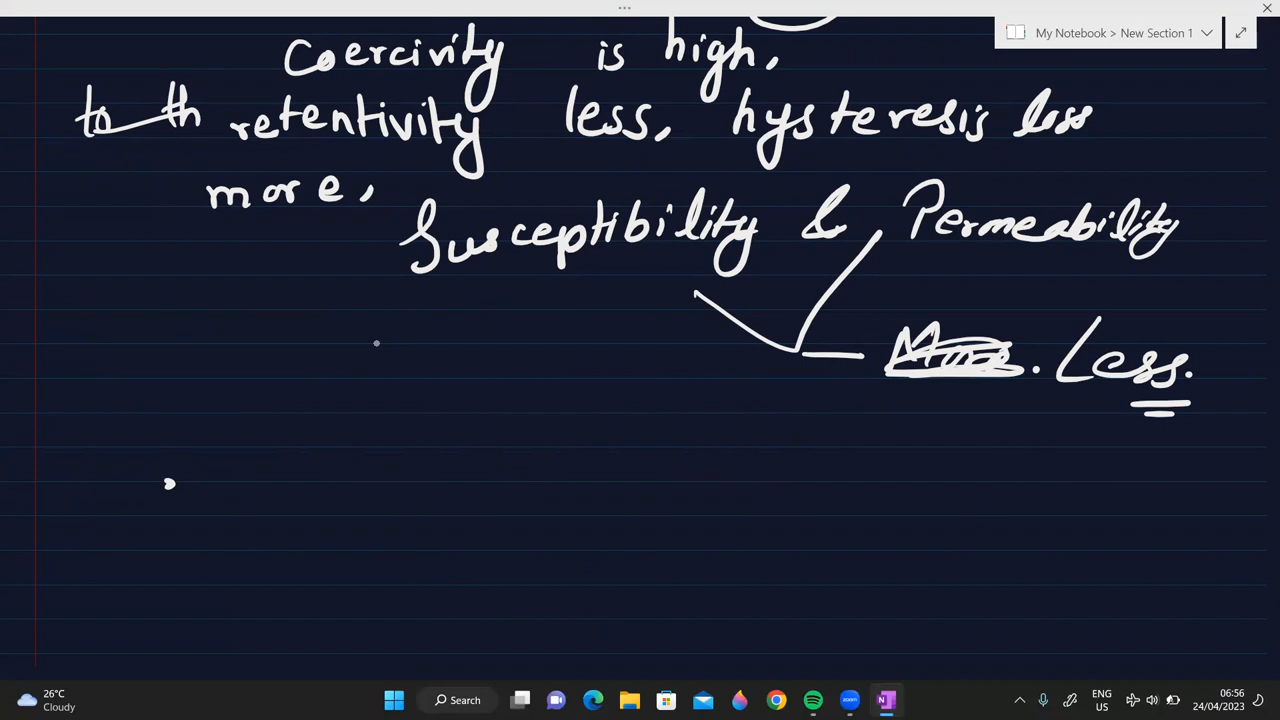 My Notebook > New Section 1
Coercivity is high,
retentivity less, hysteresis loss
more,
Susceptibility & Permeability
More. Less.
26°C
Cloudy
Search
ENG
US
06:56
24/04/2023